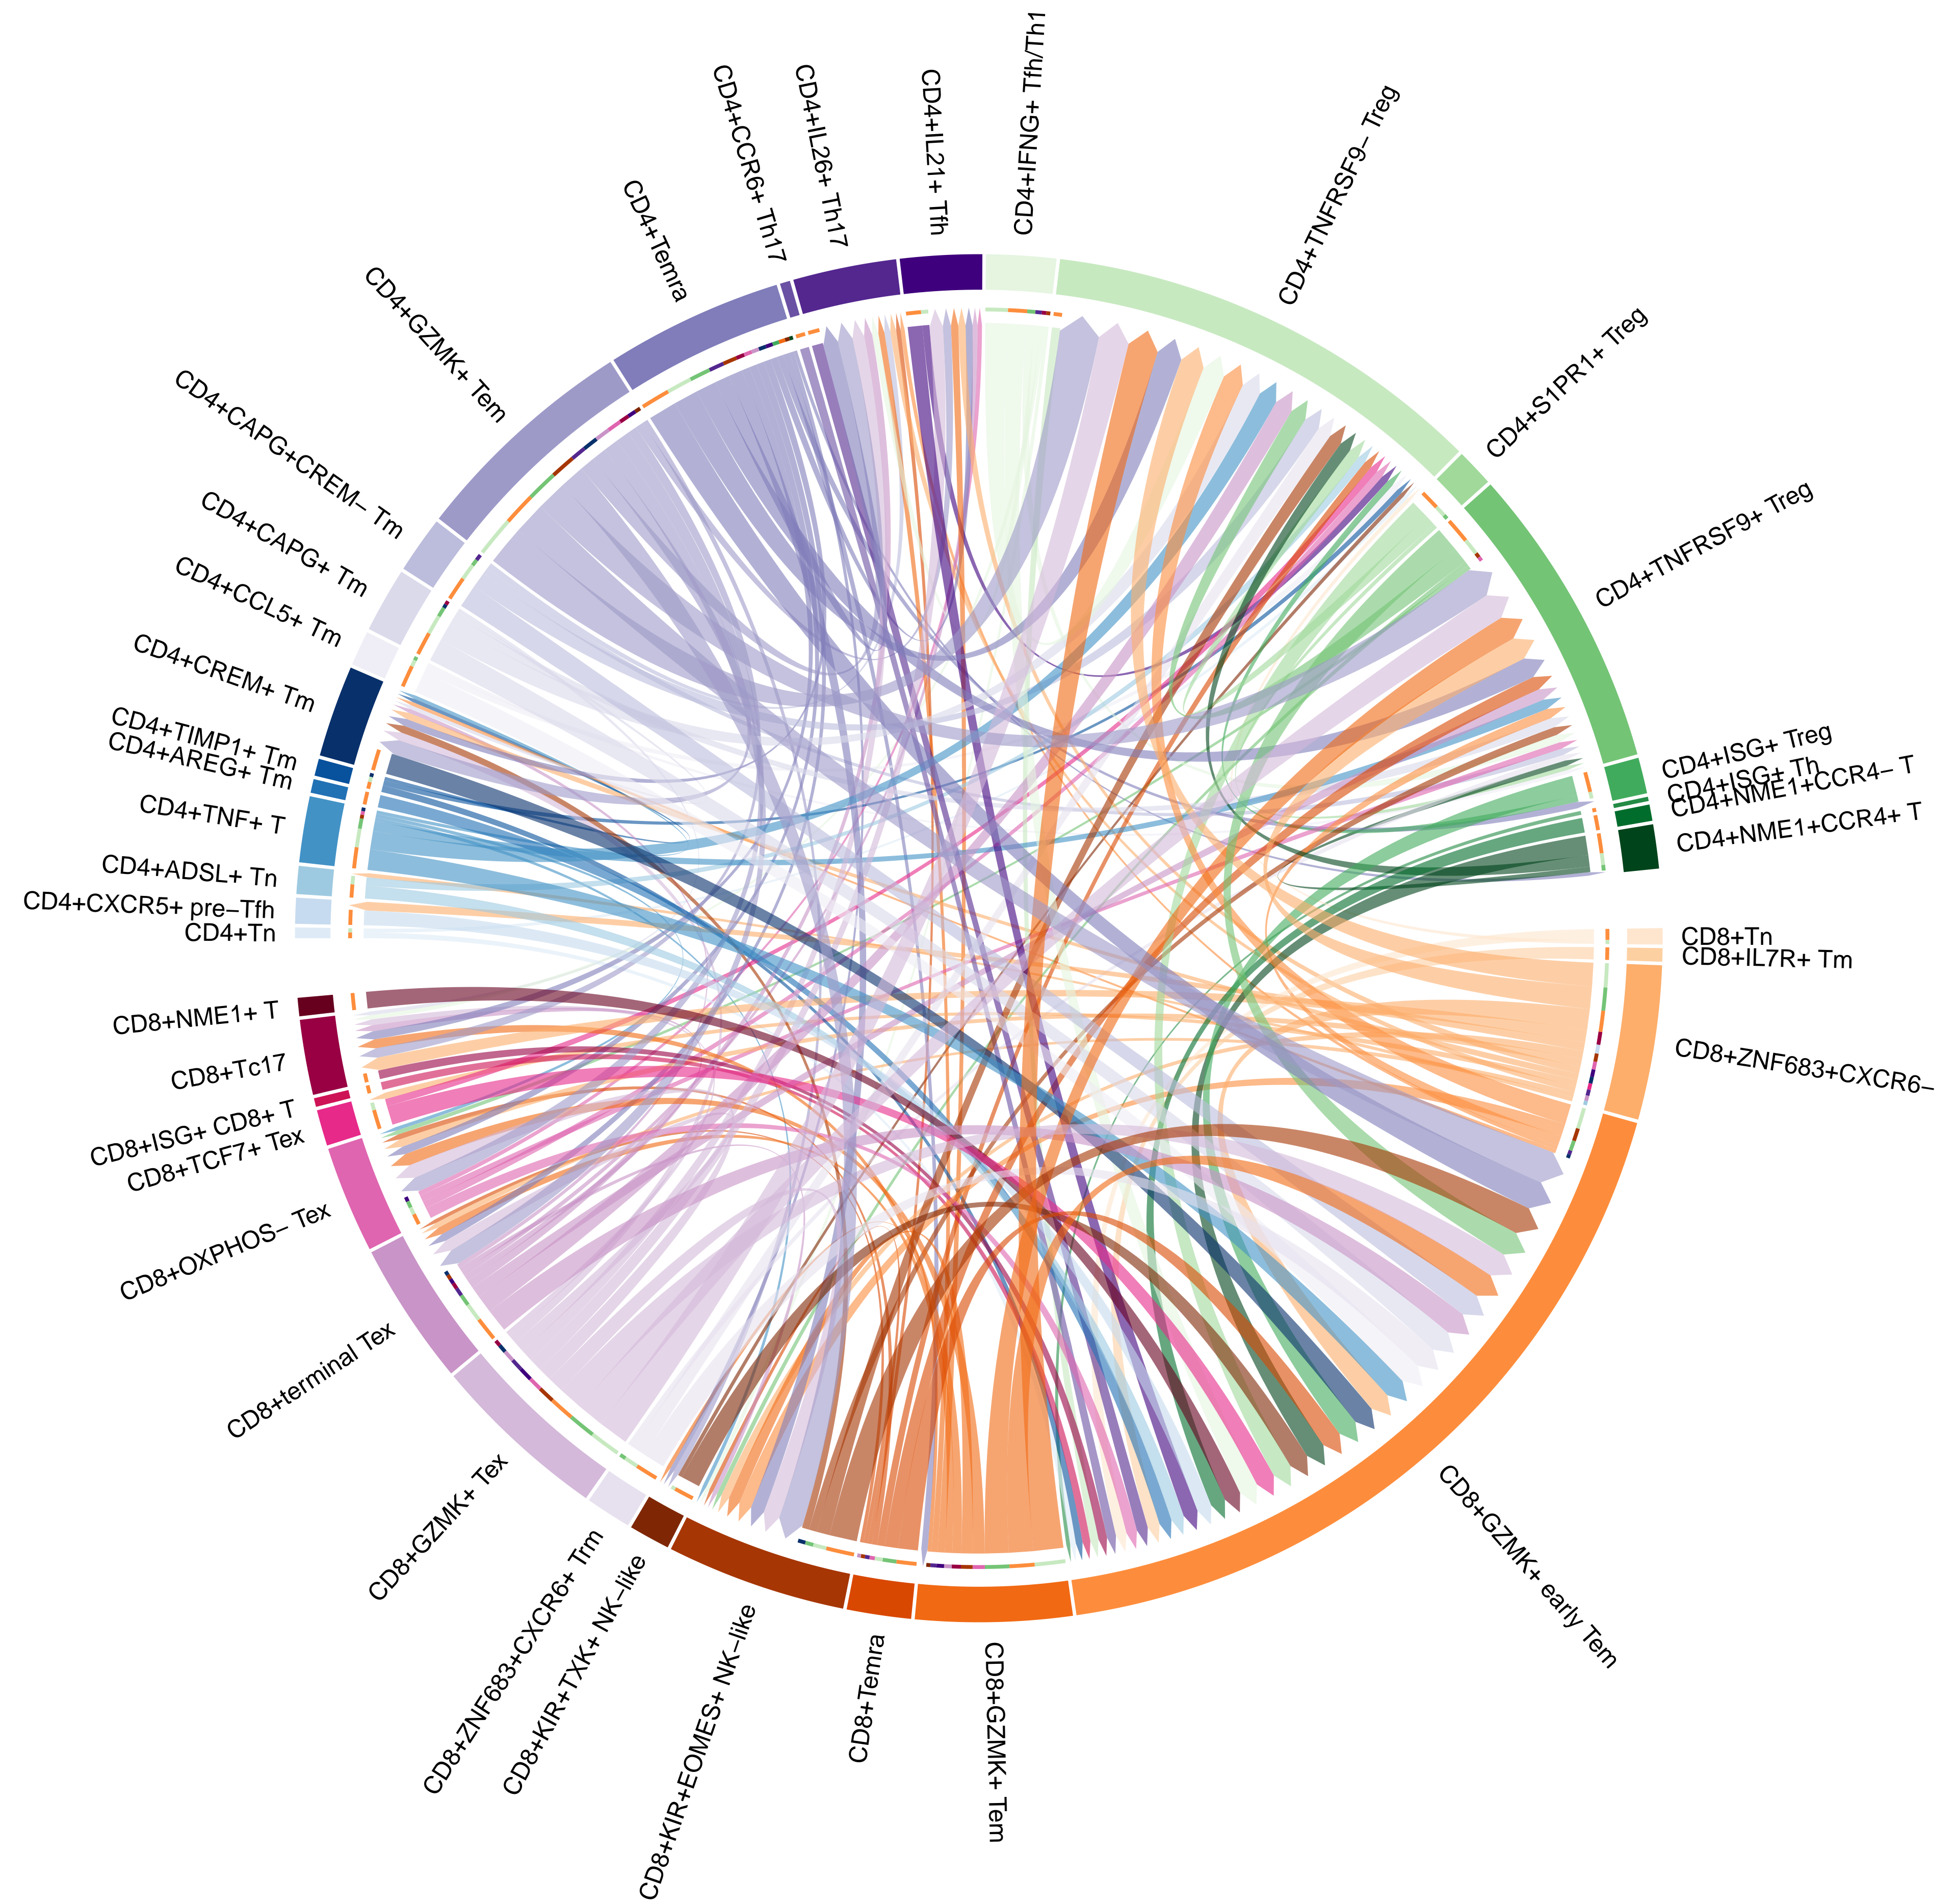 CD4+IFNG+ Tfh/Th1
CD4+TNFRSF9− Treg
CD4+S1PR1+ Treg
CD4+TNFRSF9+ Treg
CD4+ISG+ Treg
CD4+ISG+ Th
CD4+NME1+CCR4− T
CD4+NME1+CCR4+ T
CD8+Tn
CD8+IL7R+ Tm
CD8+ZNF683+CXCR6−
CD8+GZMK+ early Tem
CD8+GZMK+ Tem
CD8+Temra
CD8+KIR+EOMES+ NK−like
CD8+KIR+TXK+ NK−like
CD8+ZNF683+CXCR6+ Trm
CD8+GZMK+ Tex
CD8+terminal Tex
CD8+OXPHOS− Tex
CD8+TCF7+ Tex
CD8+ISG+ CD8+ T
CD8+Tc17
CD8+NME1+ T
CD4+Tn
CD4+CXCR5+ pre−Tfh
CD4+ADSL+ Tn
CD4+TNF+ T
CD4+AREG+ Tm
CD4+TIMP1+ Tm
CD4+CREM+ Tm
CD4+CCL5+ Tm
CD4+CAPG+ Tm
CD4+CAPG+CREM− Tm
CD4+GZMK+ Tem
CD4+Temra
CD4+CCR6+ Th17
CD4+IL26+ Th17
CD4+IL21+ Tfh